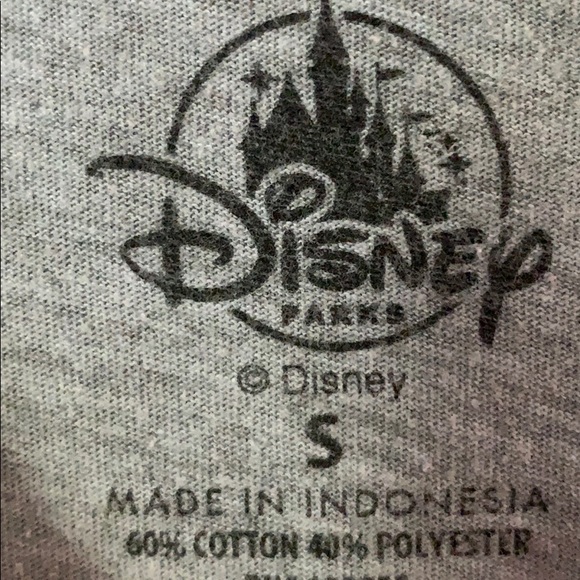 Disney
PARKS
© Disney
S
MADE IN INDONESIA
60% COTTON 40% POLYESTER